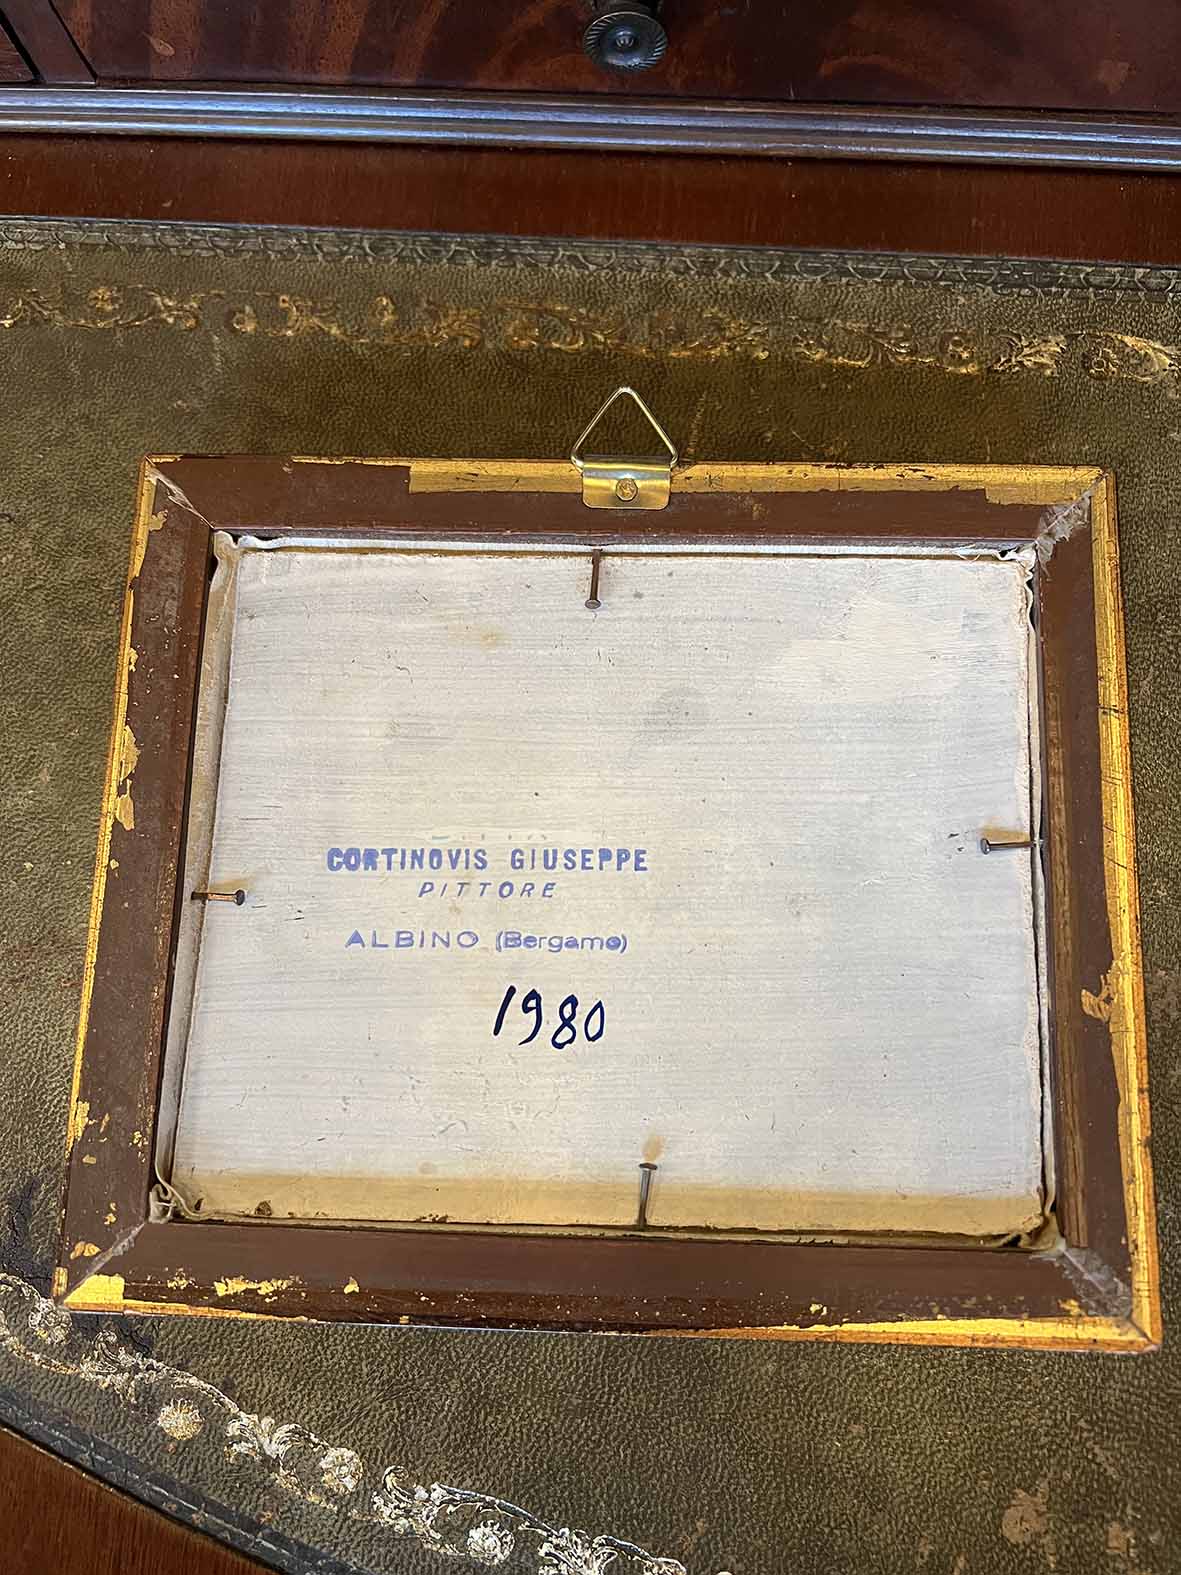 CORTINOVIS GIUSEPPE
PITTORE
ALBINO (Bergamo)
1980